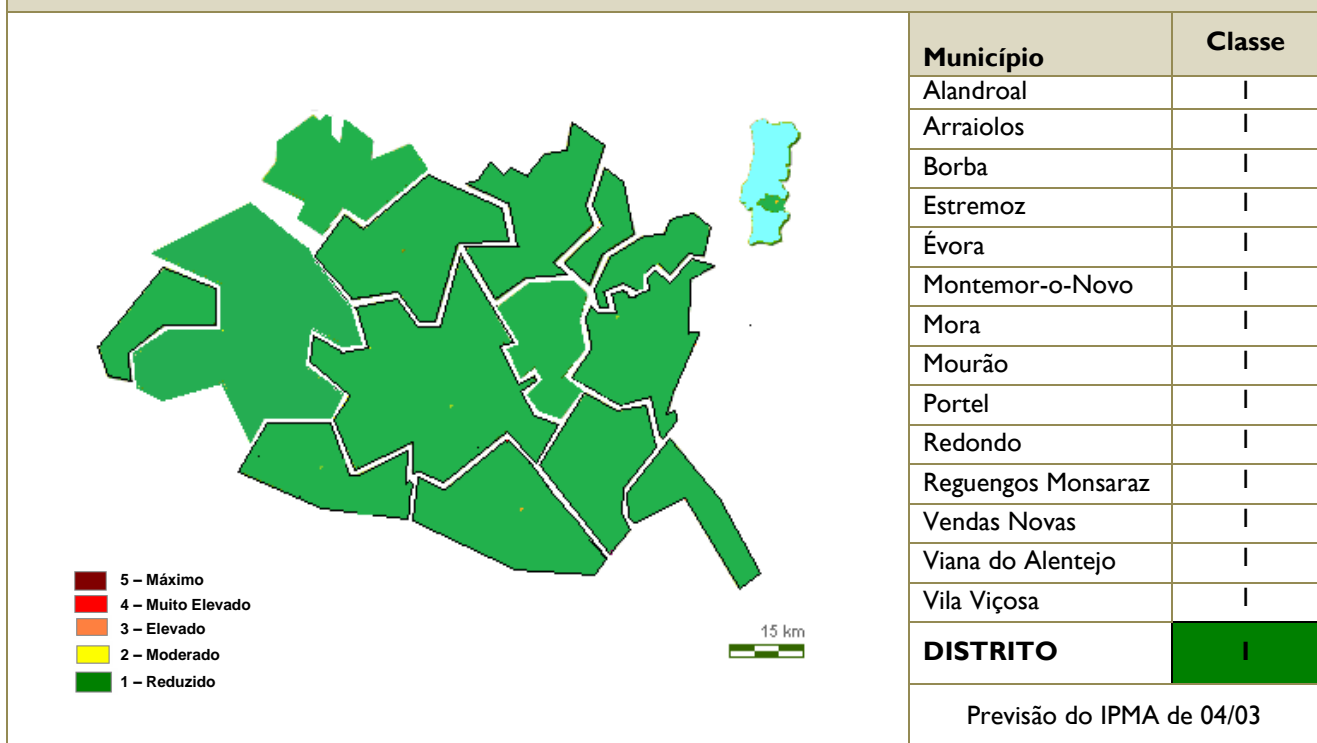 Município Classe
Alandroal 1
Arraiolos 1
Borba 1
Estremoz 1
Évora 1
Montemor-o-Novo 1
Mora 1
Mourão 1
Portel 1
Redondo 1
Reguengos Monsaraz 1
Vendas Novas 1
Viana do Alentejo 1
Vila Viçosa 1
DISTRITO 1
Previsão do IPMA de 04/03
5 – Máximo
4 – Muito Elevado
3 – Elevado
2 – Moderado
1 – Reduzido
15 km